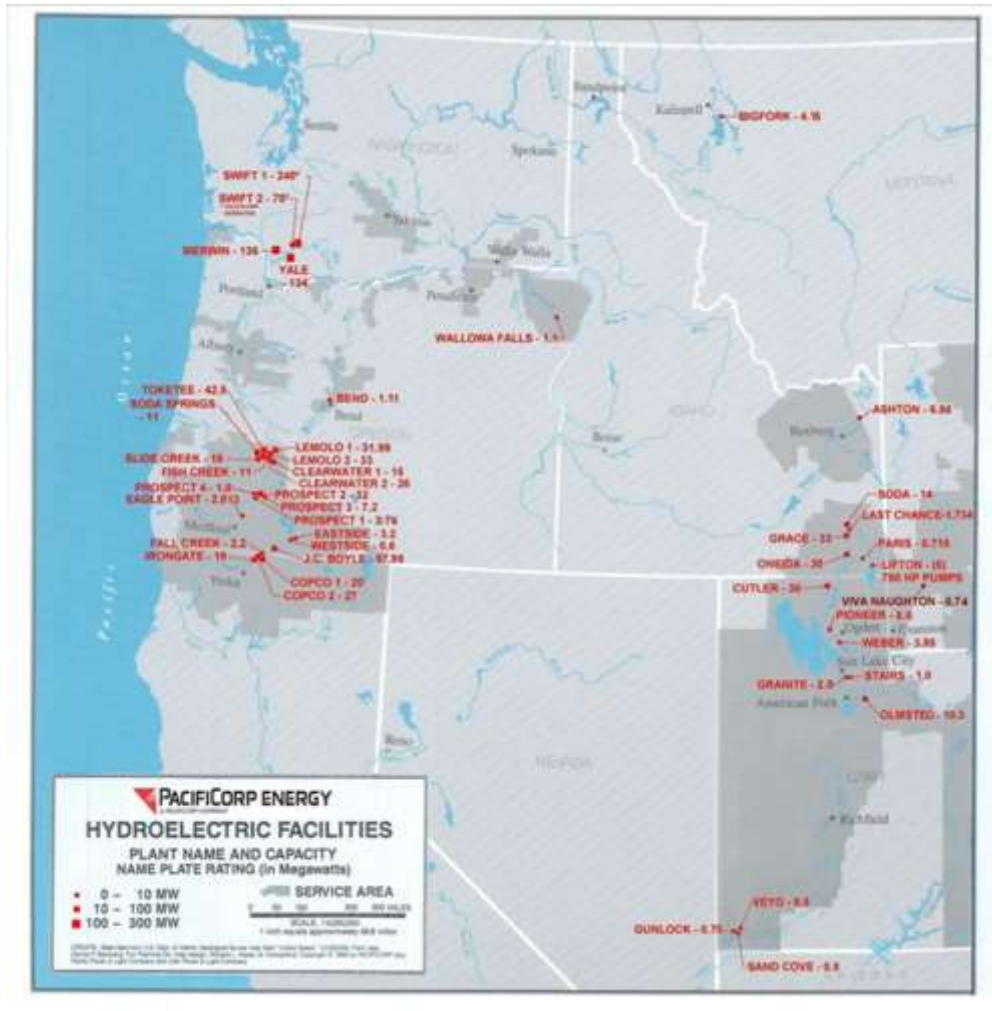 Sandpoint
Kalispell
BIGFORK - 4.15
Seattle
WASHINGTON
Spokane
MONTANA
SWIFT 1 - 240*
SWIFT 2 - 70*
Yakima
MERWIN - 136
YALE
134
Walla Walla
Portland
Pendleton
WALLOWA FALLS - 1.1
Albany
Pacific Ocean
TOKETEE - 42.6
SODA SPRINGS
- 11
BEND - 1.11
Bend
OREGON
IDAHO
Boise
ASHTON - 6.85
Rexburg
SLIDE CREEK - 18
FISH CREEK - 11
LEMOLO 1 - 31.99
LEMOLO 2 - 33
CLEARWATER 1 - 15
CLEARWATER 2 - 26
PROSPECT 4 - 1.0
EAGLE POINT - 2.813
PROSPECT 2 - 32
PROSPECT 3 - 7.2
PROSPECT 1 - 3.76
Medford
EASTSIDE - 3.2
WESTSIDE - 0.6
FALL CREEK - 2.2
IRONGATE - 18
J.C. BOYLE - 97.98
COPCO 1 - 20
COPCO 2 - 27
Yreka
SODA - 14
LAST CHANCE-1.734
GRACE - 33
PARIS - 0.715
ONEIDA - 30
LIFTON - (5)
750 HP PUMPS
CUTLER - 30
VIVA NAUGHTON - 0.74
PIONEER - 5.0
Ogden
Evanston
WEBER - 3.85
Salt Lake City
GRANITE - 2.0
STAIRS - 1.0
American Fork
OLMSTED - 10.3
Reno
NEVADA
UTAH
Richfield
VEYO - 0.5
GUNLOCK - 0.75
SAND COVE - 0.8
PACIFICORP ENERGY
HYDROELECTRIC FACILITIES
PLANT NAME AND CAPACITY
NAME PLATE RATING (in Megawatts)
0 - 10 MW
10 - 100 MW
100 - 300 MW
SERVICE AREA